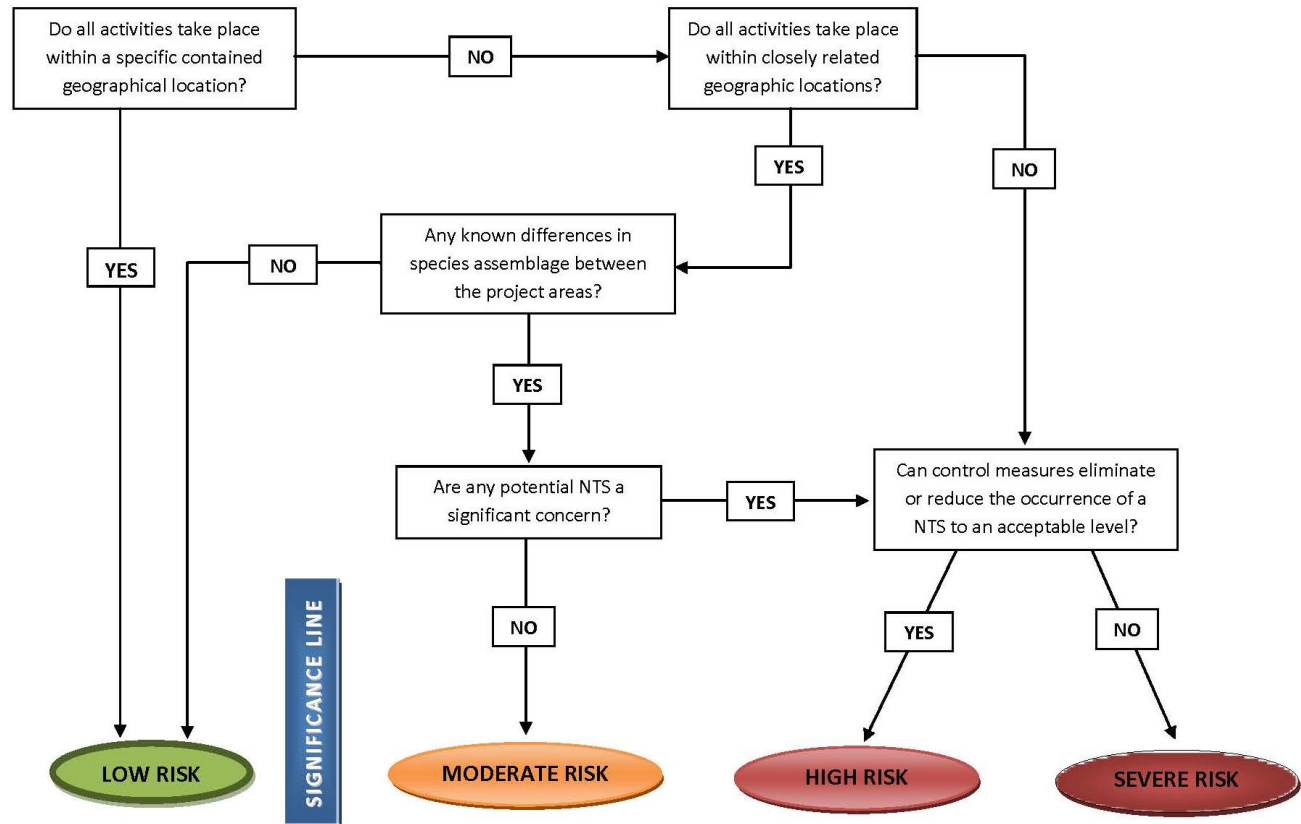 Do all activities take place
within a specific contained
geographical location?
NO
Do all activities take place
within closely related
geographic locations?
YES
NO
Any known differences in
species assemblage between
the project areas?
NO
YES
YES
Are any potential NTS a
significant concern?
YES
Can control measures eliminate
or reduce the occurrence of a
NTS to an acceptable level?
NO
YES
NO
SIGNIFICANCE LINE
LOW RISK
MODERATE RISK
HIGH RISK
SEVERE RISK